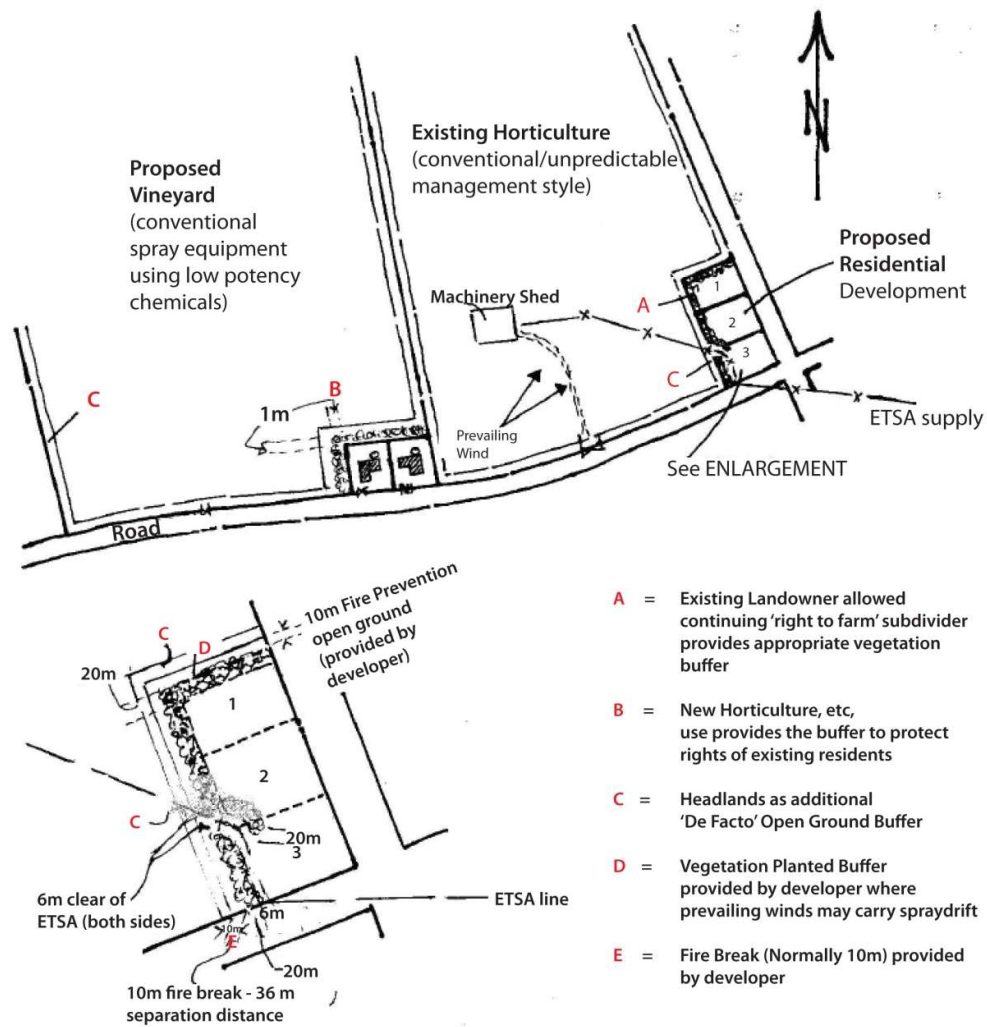 N
Existing Horticulture
(conventional/unpredictable
management style)
Proposed
Vineyard
(conventional
spray equipment
using low potency
chemicals)
Proposed
Residential
Development
Machinery Shed
A
1
2
3
C
B
C
1m
Prevailing
Wind
ETSA supply
See ENLARGEMENT
Road
10m Fire Prevention
open ground
(provided by
developer)
C
D
20m
1
2
3
C
20m
6m clear of
ETSA (both sides)
ETSA line
6m
10m
E
20m
10m fire break - 36 m
separation distance
A = Existing Landowner allowed
continuing ‘right to farm’ subdivider
provides appropriate vegetation
buffer
B = New Horticulture, etc,
use provides the buffer to protect
rights of existing residents
C = Headlands as additional
‘De Facto’ Open Ground Buffer
D = Vegetation Planted Buffer
provided by developer where
prevailing winds may carry spraydrift
E = Fire Break (Normally 10m) provided
by developer